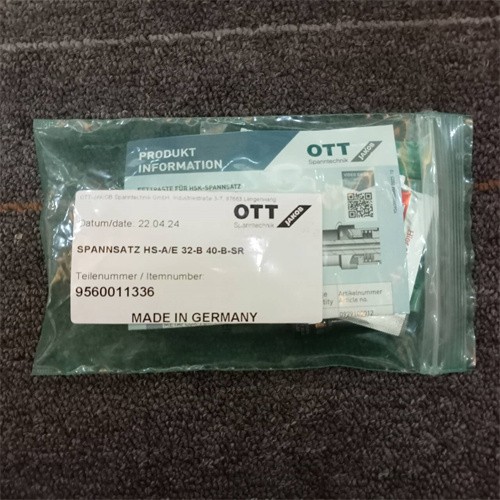 PRODUKT
INFORMATION
OTT
Spanntechnik
JAKOB
FÜR HSK-SPANNSATZ
Datum/date: 22.04.24
OTT
Spanntechnik
JAKOB
SPANNSATZ HS-A/E 32-B 40-B-SR
Teilenummer / Itemnumber:
9560011336
MADE IN GERMANY
Artikelnummer